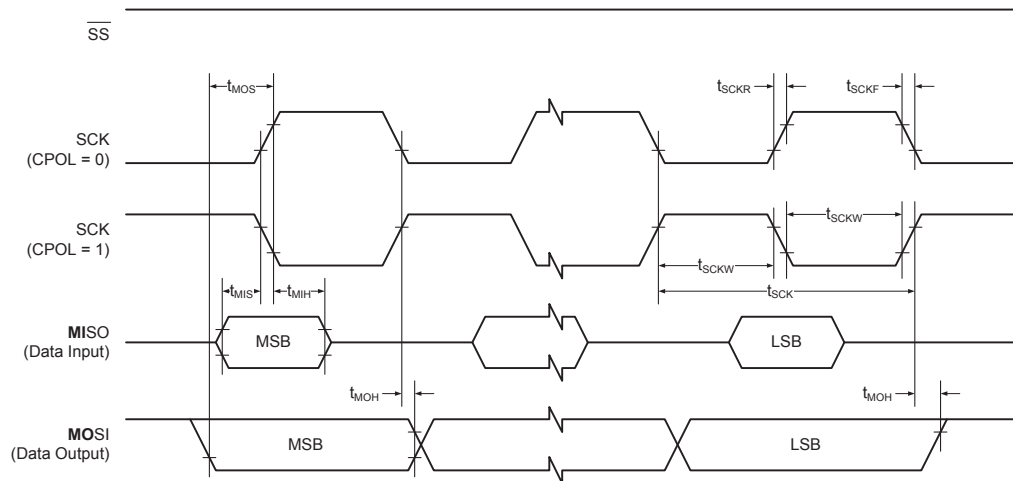 SS
tMOS
tSCKR
tSCKF
SCK
(CPOL = 0)
SCK
(CPOL = 1)
tSCKW
tSCKW
tSCK
tMIS
tMIH
MISO
(Data Input)
MSB
LSB
tMOH
tMOH
MOSI
(Data Output)
MSB
LSB